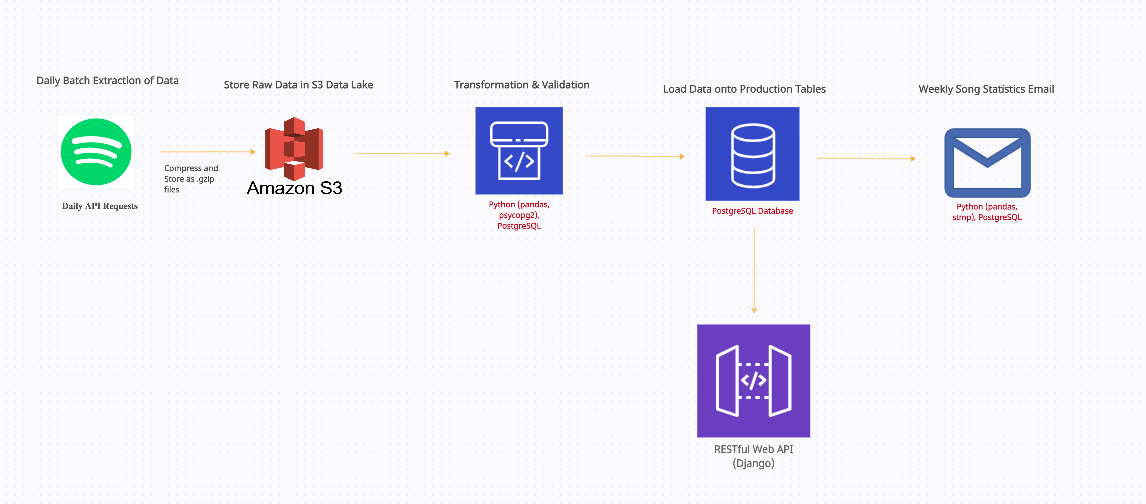 Daily Batch Extraction of Data
Store Raw Data in S3 Data Lake
Transformation & Validation
Load Data onto Production Tables
Weekly Song Statistics Email
Compress and
Store as .gzip
files
Amazon S3
Daily API Requests
Python (pandas,
psycopg2),
PostgreSQL
PostgreSQL Database
Python (pandas,
stmp), PostgreSQL
</>
</>
RESTful Web API
(Django)